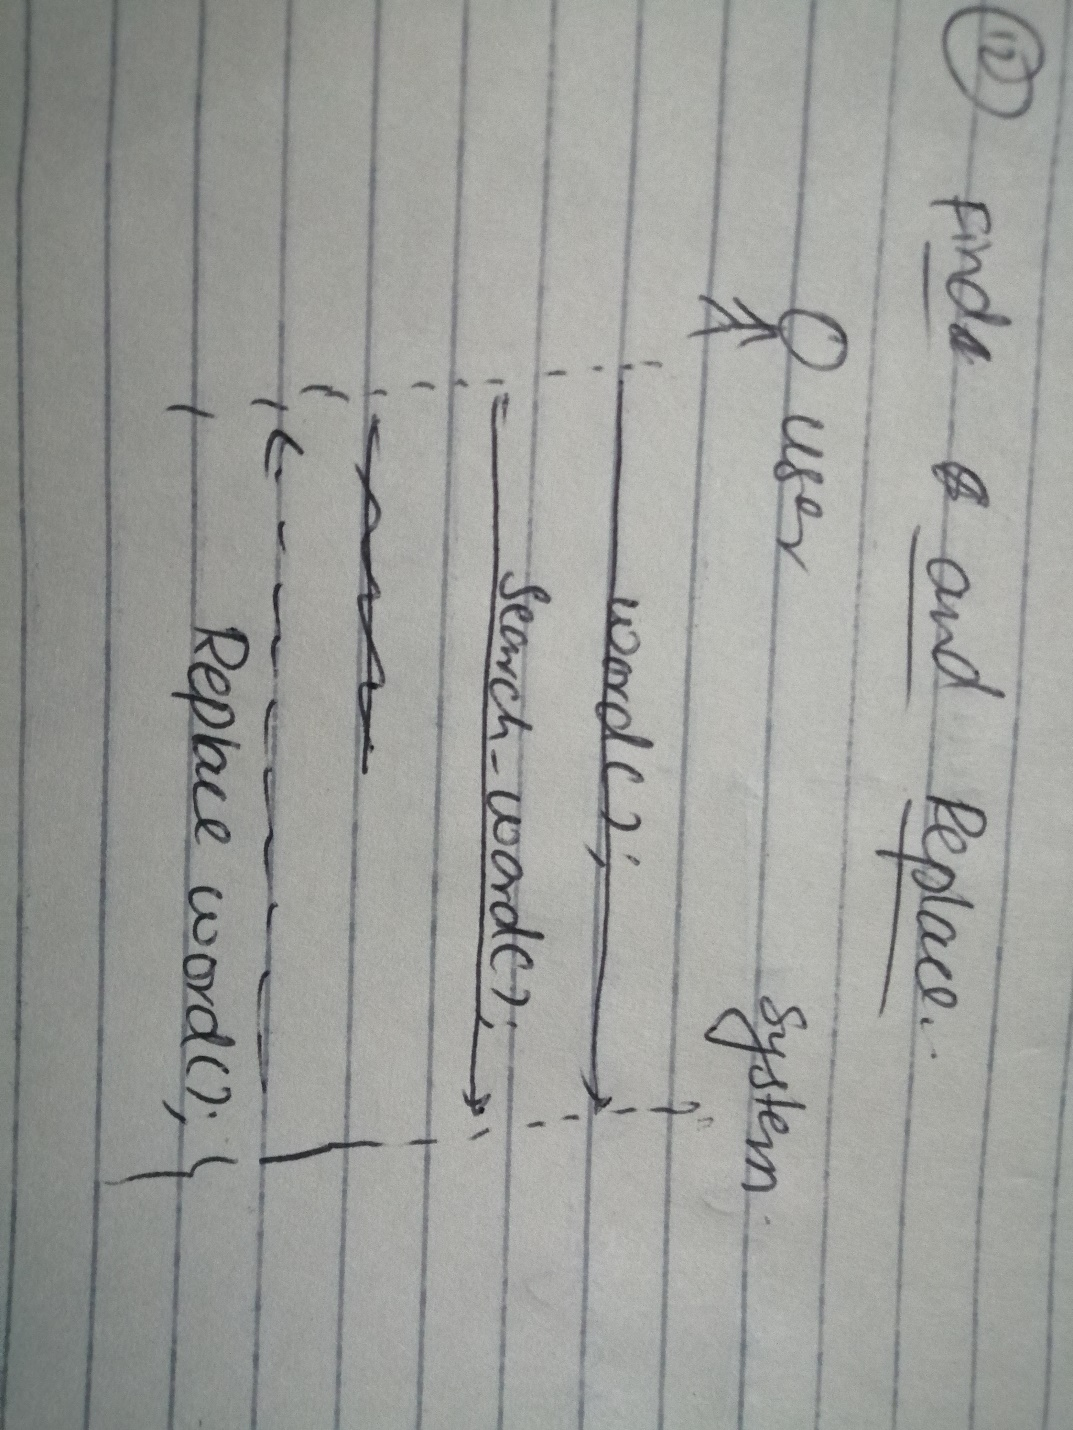 12
Find and Replace.
User
System.
word();
Search_word();
Replace word();